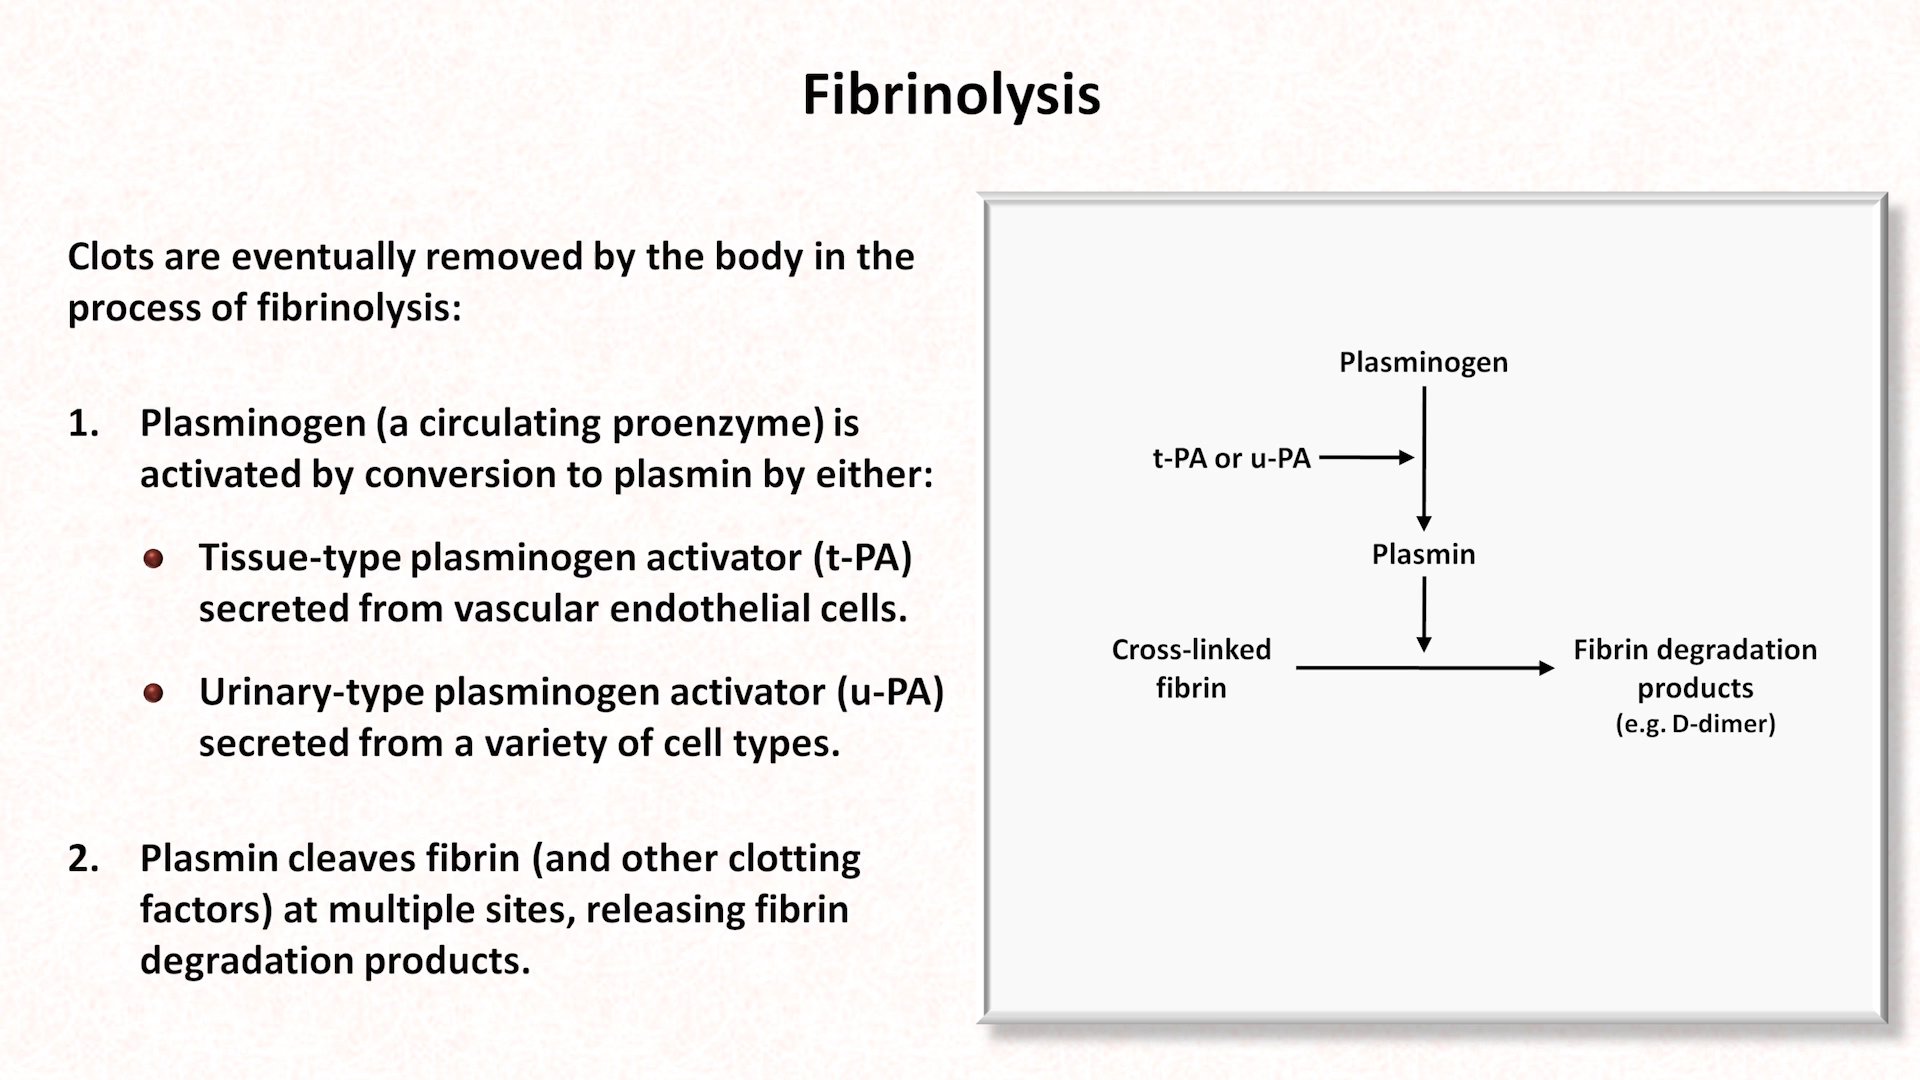 Fibrinolysis
Clots are eventually removed by the body in the
process of fibrinolysis:
1. Plasminogen (a circulating proenzyme) is
activated by conversion to plasmin by either:
Tissue-type plasminogen activator (t-PA)
secreted from vascular endothelial cells.
Urinary-type plasminogen activator (u-PA)
secreted from a variety of cell types.
2. Plasmin cleaves fibrin (and other clotting
factors) at multiple sites, releasing fibrin
degradation products.
Plasminogen
t-PA or u-PA
Plasmin
Cross-linked
fibrin
Fibrin degradation
products
(e.g. D-dimer)